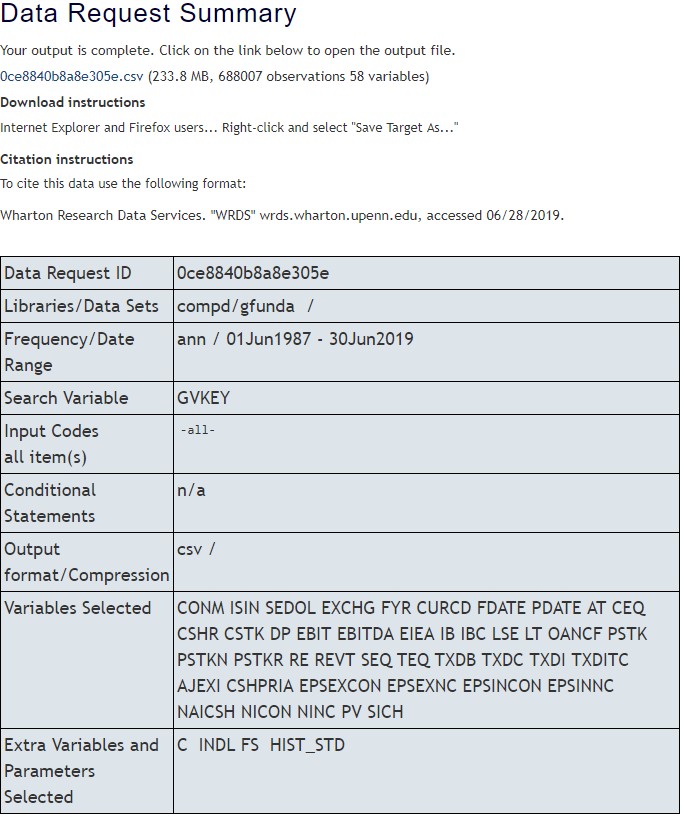 Data Request Summary
Your output is complete. Click on the link below to open the output file.
0ce8840b8a8e305e.csv (233.8 MB, 688007 observations 58 variables)
Download instructions
Internet Explorer and Firefox users... Right-click and select "Save Target As..."
Citation instructions
To cite this data use the following format:
Wharton Research Data Services. "WRDS" wrds.wharton.upenn.edu, accessed 06/28/2019.
Data Request ID 0ce8840b8a8e305e
Libraries/Data Sets compd/gfunda /
Frequency/Date ann / 01Jun1987 - 30Jun2019
Range
Search Variable GVKEY
Input Codes -all-
all item(s)
Conditional n/a
Statements
Output csv /
format/Compression
Variables Selected CONM ISIN SEDOL EXCHG FYR CURCD FDATE PDATE AT CEQ
CSHR CSTK DP EBIT EBITDA EIEA IB IBC LSE LT OANCF PSTK
PSTKN PSTKR RE REVT SEQ TEQ TXDB TXDC TXDI TXDITC
AJEXI CSHPRIA EPSEXCON EPSEXNC EPSINCON EPSINNC
NAICSH NICON NINC PV SICH
Extra Variables and C INDL FS HIST_STD
Parameters
Selected